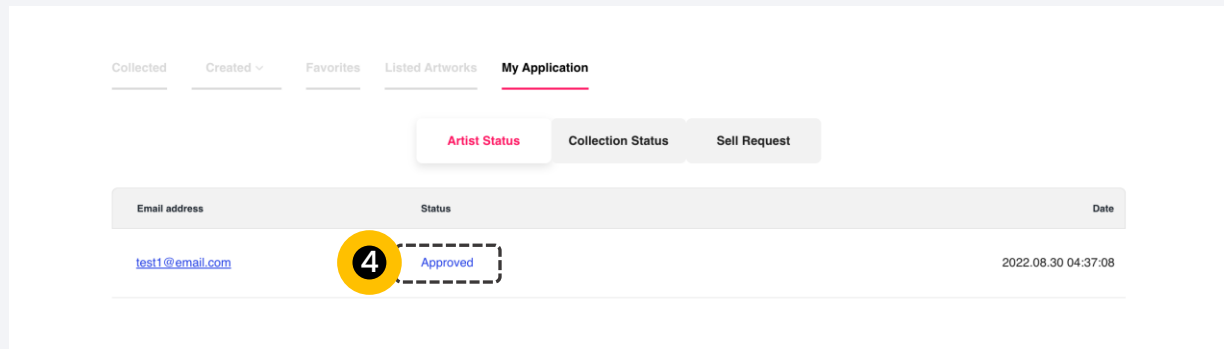 Collected Created Favorites Listed Artworks My Application
Artist Status Collection Status Sell Request
Email address Status Date
test1@email.com 4 Approved 2022.08.30 04:37:08